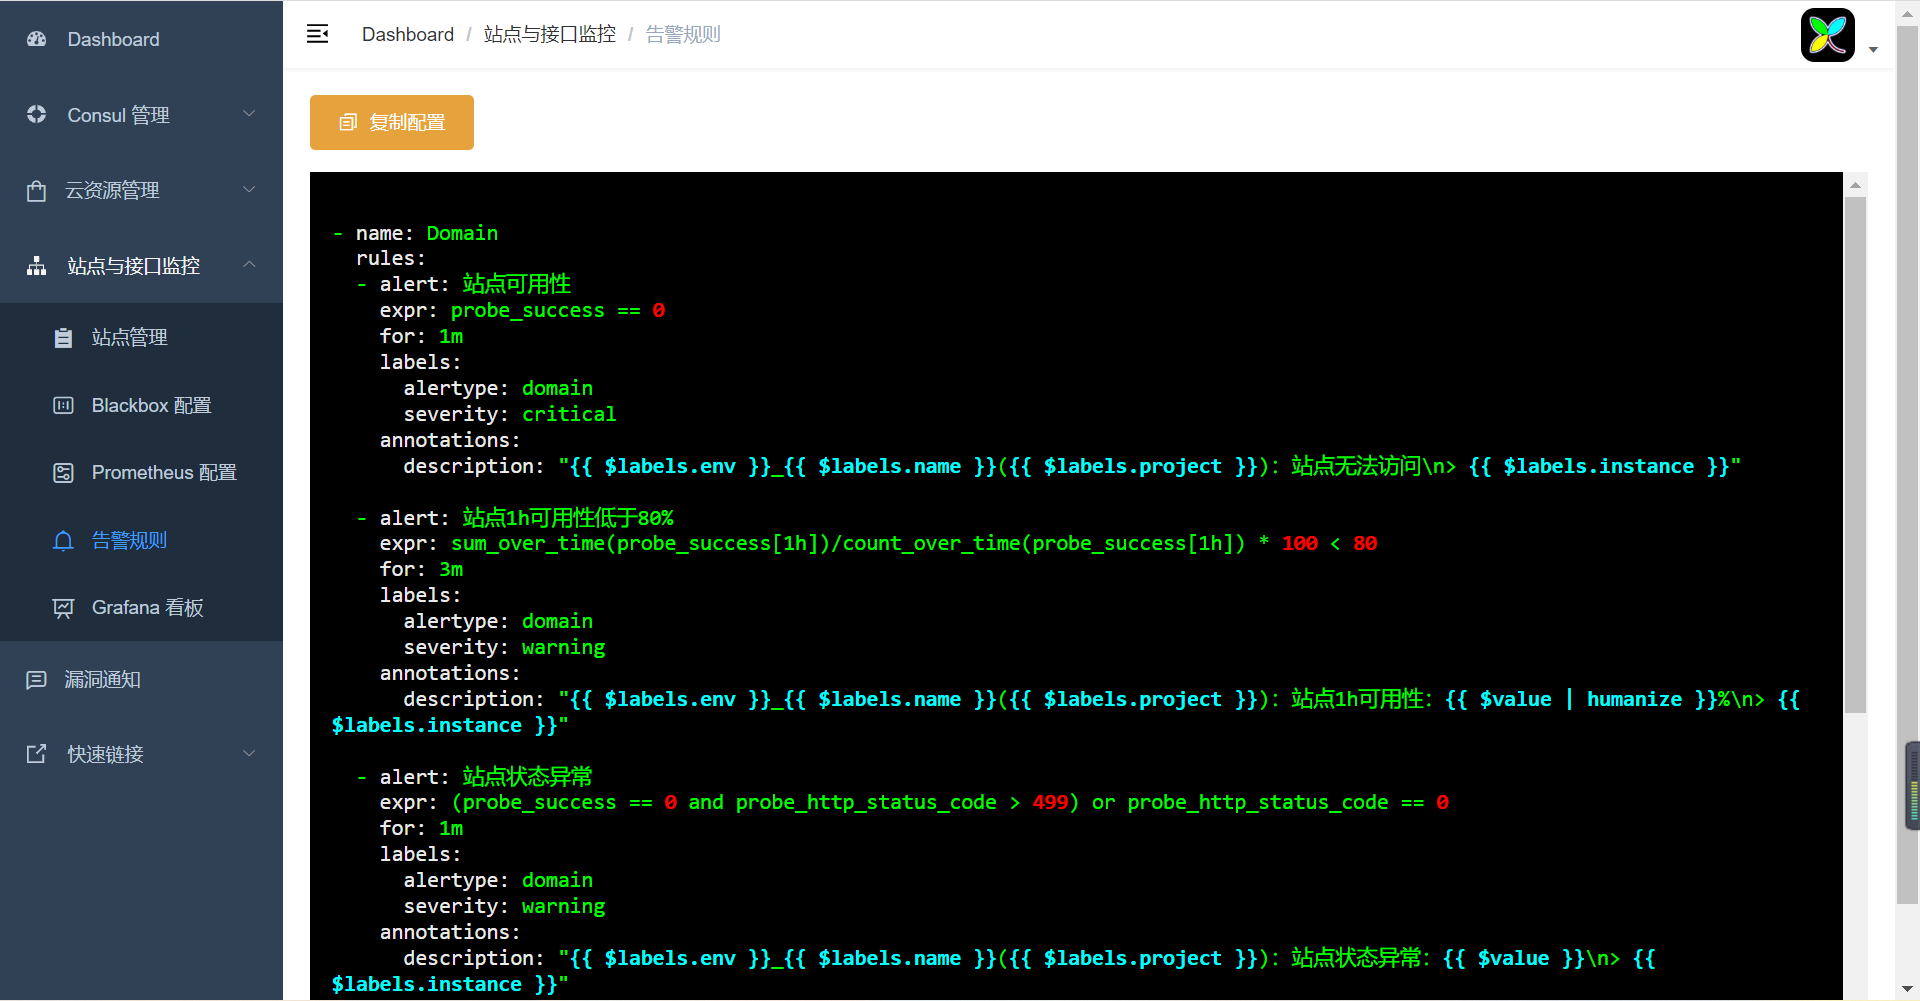 Dashboard
Consul 管理
云资源管理
站点与接口监控
站点管理
Blackbox 配置
Prometheus 配置
告警规则
Grafana 看板
漏洞通知
快速链接
Dashboard / 站点与接口监控 / 告警规则
复制配置
- name: Domain
  rules:
  - alert: 站点可用性
    expr: probe_success == 0
    for: 1m
    labels:
      alertype: domain
      severity: critical
    annotations:
      description: "{{ $labels.env }}_{{ $labels.name }}({{ $labels.project }})：站点无法访问\n> {{ $labels.instance }}"
  - alert: 站点1h可用性低于80%
    expr: sum_over_time(probe_success[1h])/count_over_time(probe_success[1h]) * 100 < 80
    for: 3m
    labels:
      alertype: domain
      severity: warning
    annotations:
      description: "{{ $labels.env }}_{{ $labels.name }}({{ $labels.project }})：站点1h可用性：{{ $value | humanize }}%\n> {{
$labels.instance }}"
  - alert: 站点状态异常
    expr: (probe_success == 0 and probe_http_status_code > 499) or probe_http_status_code == 0
    for: 1m
    labels:
      alertype: domain
      severity: warning
    annotations:
      description: "{{ $labels.env }}_{{ $labels.name }}({{ $labels.project }})：站点状态异常：{{ $value }}\n> {{
$labels.instance }}"